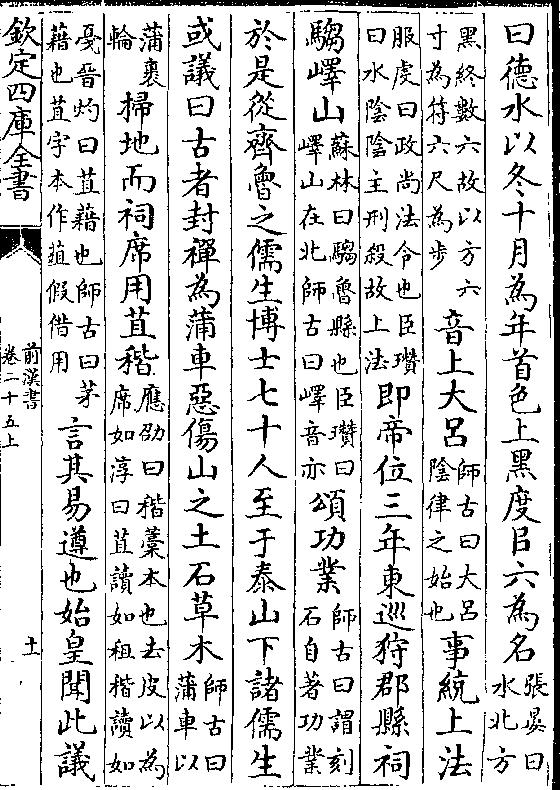 曰德水以冬十月為年首色上黑度㠯六為名張晏曰水北方
黑終數六故以方六寸為符六尺為步音上大呂師古曰大呂陰律之始也事統上法
服虔曰政尚法令也臣瓚曰水陰陰主刑殺故上法即帝位三年東巡狩郡縣祠
騶嶧山蘇林曰騶魯縣也臣瓚曰嶧山在北師古曰嶧音亦頌功業師古曰謂刻石自著功業
於是從齊魯之儒生博士七十人至于泰山下諸儒生
或議曰古者封禪為蒲車惡傷山之土石草木師古曰蒲車以
蒲裹輪掃地而祠席用苴稭應劭曰稭藁本也去皮以為席如淳曰苴讀如租稭讀如
戛晉灼曰苴藉也師古曰茅藉也苴字本作蒩假借用言其易遵也始皇聞此議
欽定四庫全書
前漢書
卷二十五上
十一